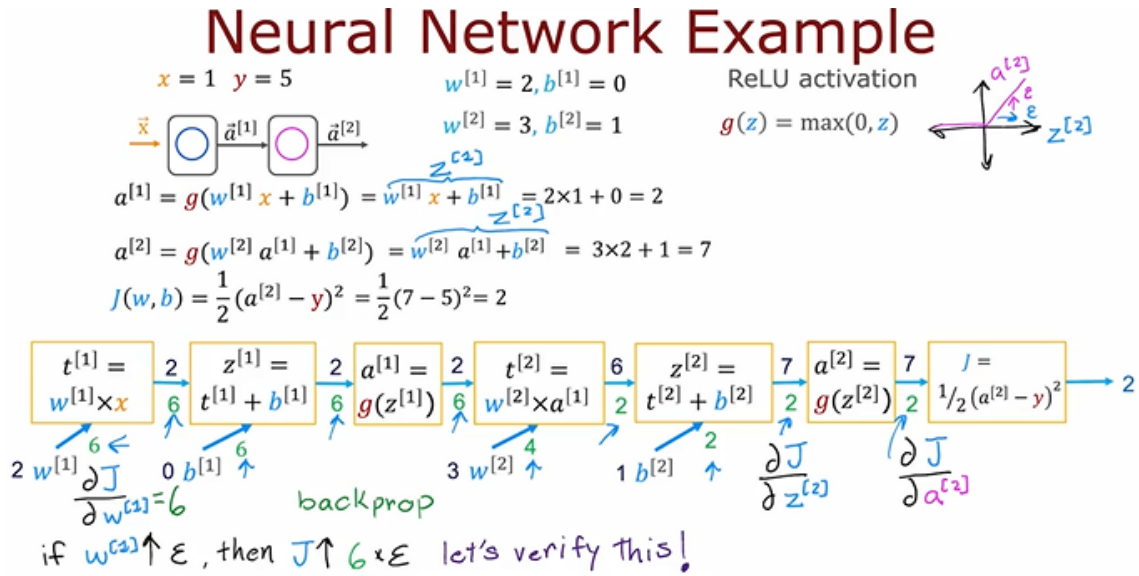 Neural Network Example
x = 1 y = 5
w[1] = 2, b[1] = 0
ReLU activation
a[2]
w[2] = 3, b[2] = 1
g(z) = max(0, z)
ε
ε
z[2]
x⃗
a⃗[1]
a⃗[2]
z[1]
a[1] = g(w[1] x + b[1]) = w[1] x + b[1] = 2×1 + 0 = 2
z[2]
a[2] = g(w[2] a[1] + b[2]) = w[2] a[1] + b[2] = 3×2 + 1 = 7
J(w, b) = 1/2 (a[2] − y)² = 1/2 (7 − 5)² = 2
t[1] = w[1]×x
2
6
z[1] = t[1] + b[1]
2
6
a[1] = g(z[1])
2
6
t[2] = w[2]×a[1]
6
2
z[2] = t[2] + b[2]
7
2
a[2] = g(z[2])
7
2
J = 1/2 (a[2] − y)²
2
6 ←
6 ↑
4 ↑
2 ↑
2 w[1]
0 b[1]
3 w[2]
1 b[2]
∂J/∂w[1] = 6
∂J/∂z[2]
∂J/∂a[2]
backprop
if w[1]↑ ε, then J↑ 6 × ε let's verify this!